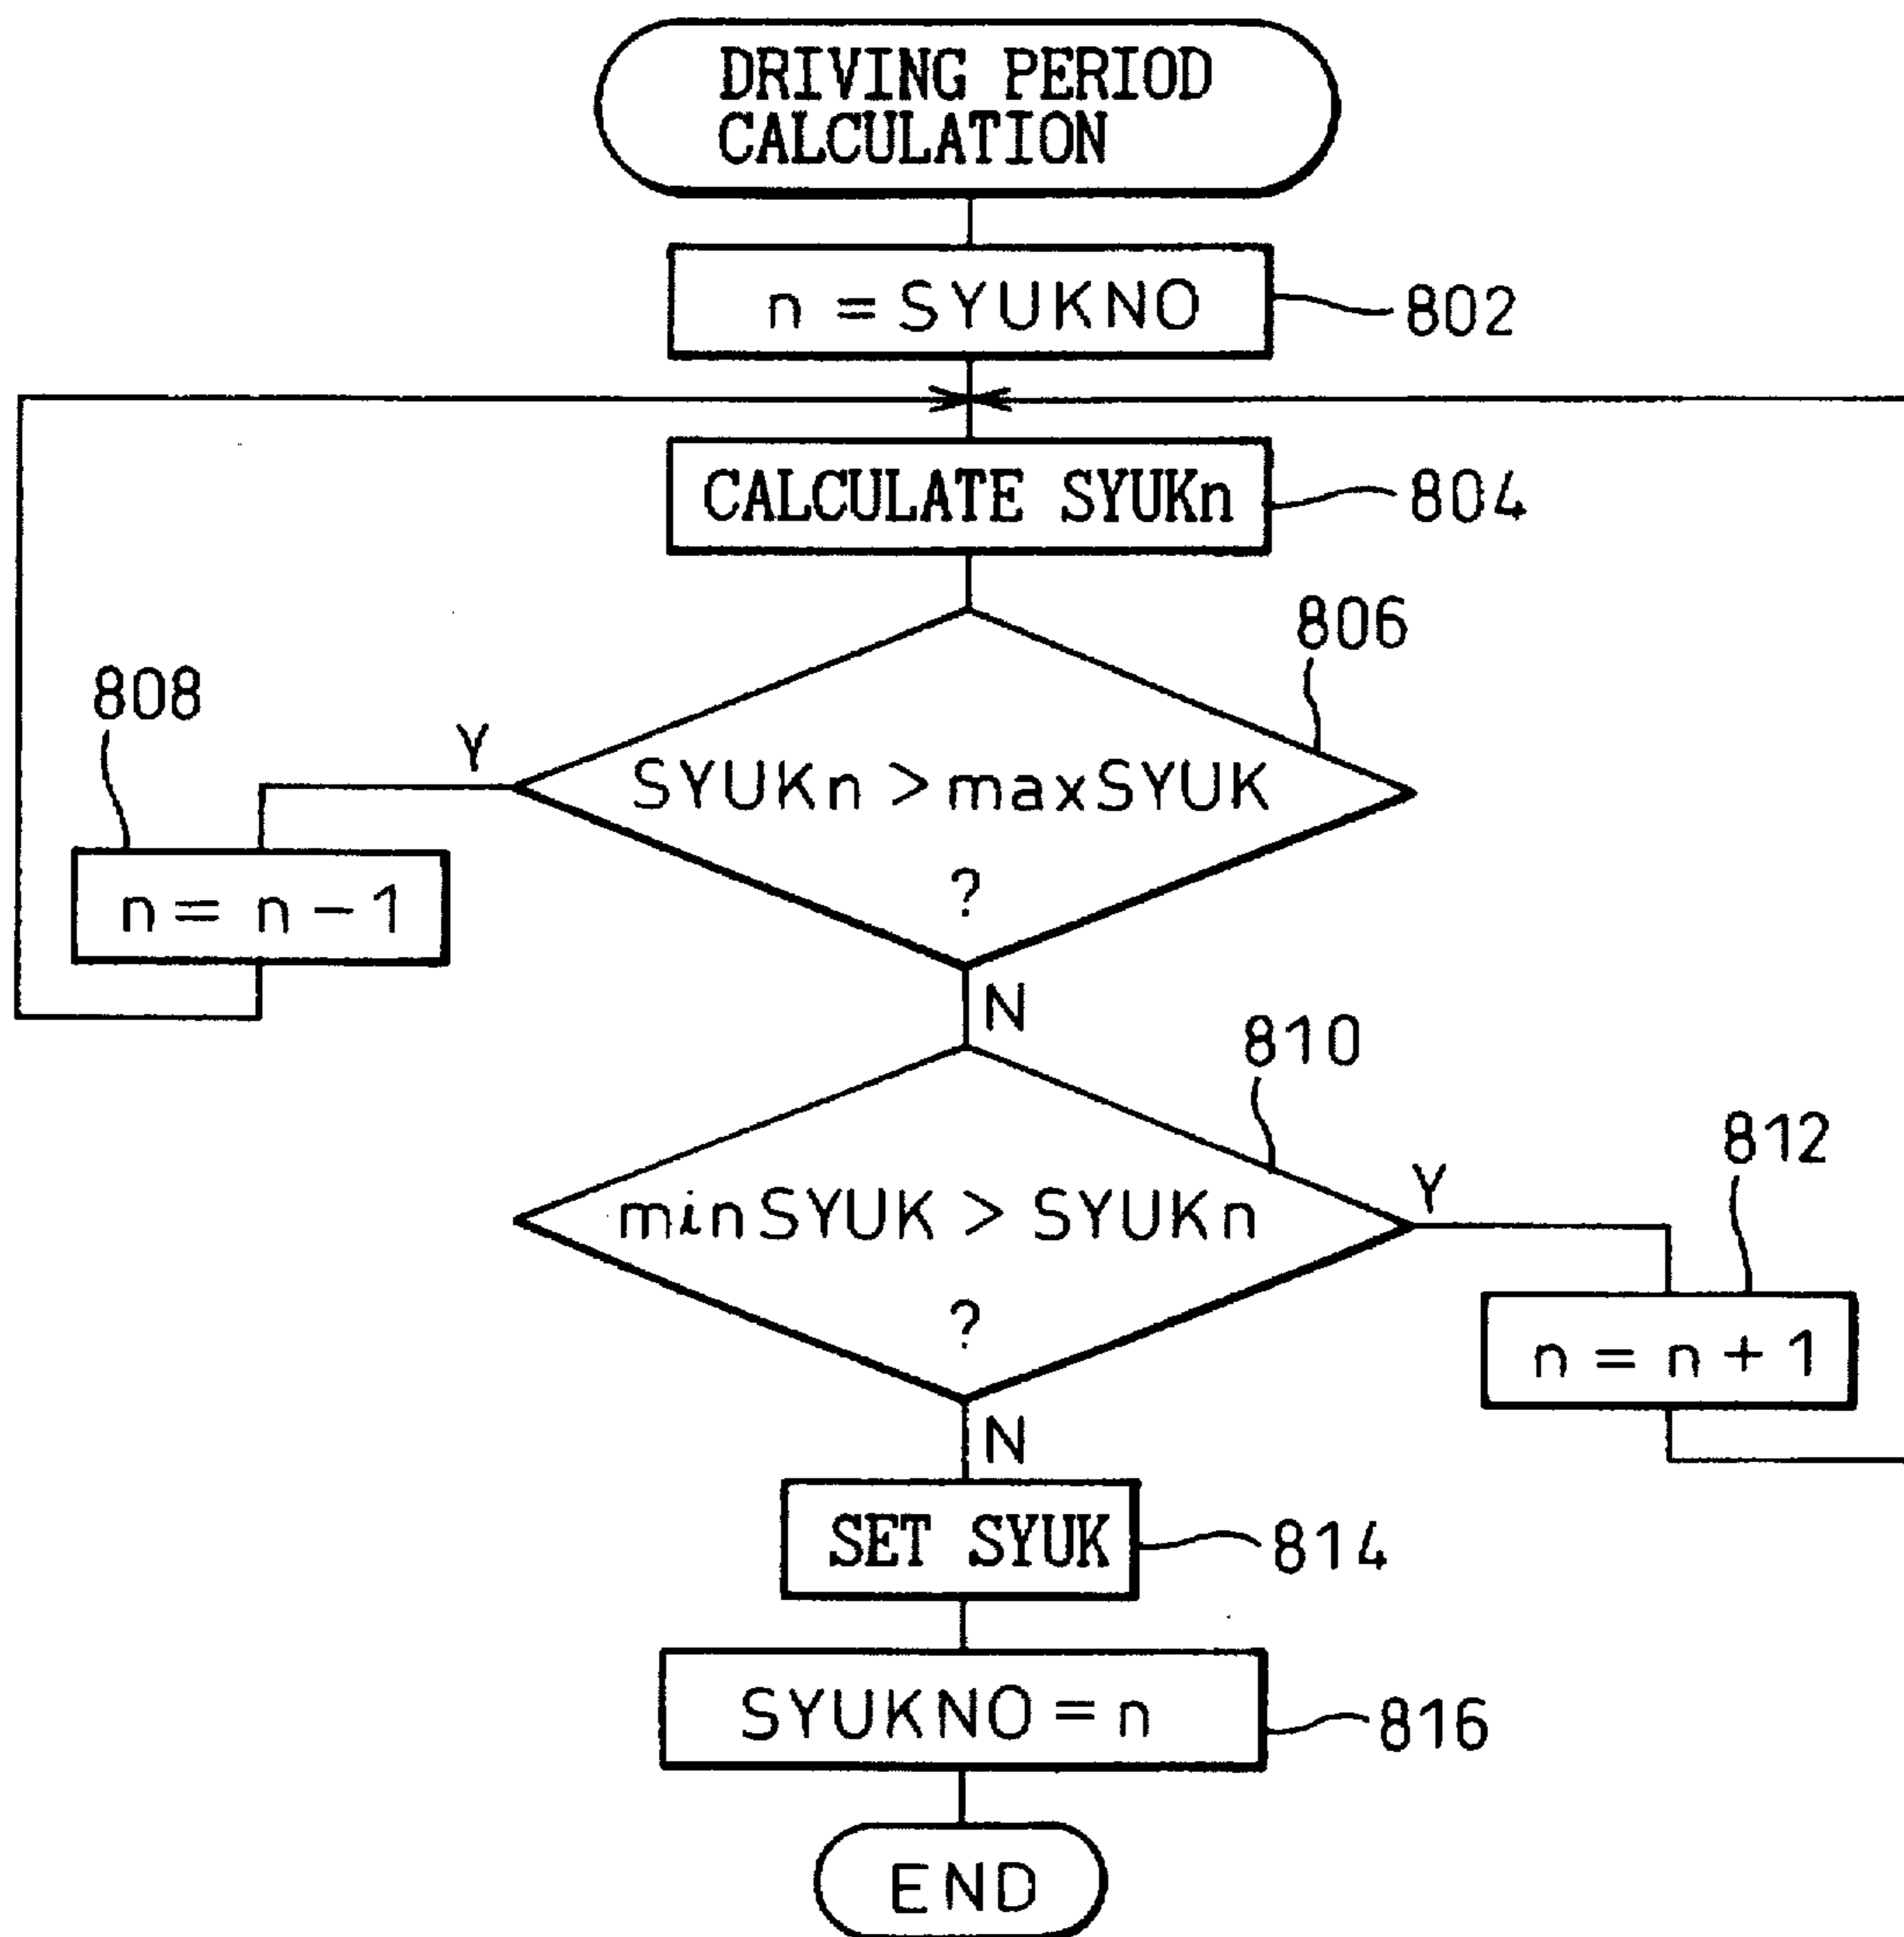 DRIVING PERIOD
CALCULATION
n = SYUKNO
802
CALCULATE SYUKn
804
806
808
Y
SYUKn > maxSYUK
?
n = n - 1
N
810
812
Y
minSYUK > SYUKn
?
n = n + 1
N
SET SYUK
814
SYUKNO = n
816
END